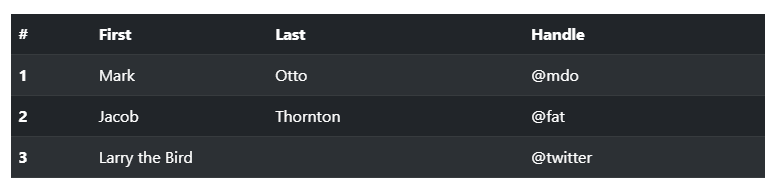 # First Last Handle
1 Mark Otto @mdo
2 Jacob Thornton @fat
3 Larry the Bird @twitter